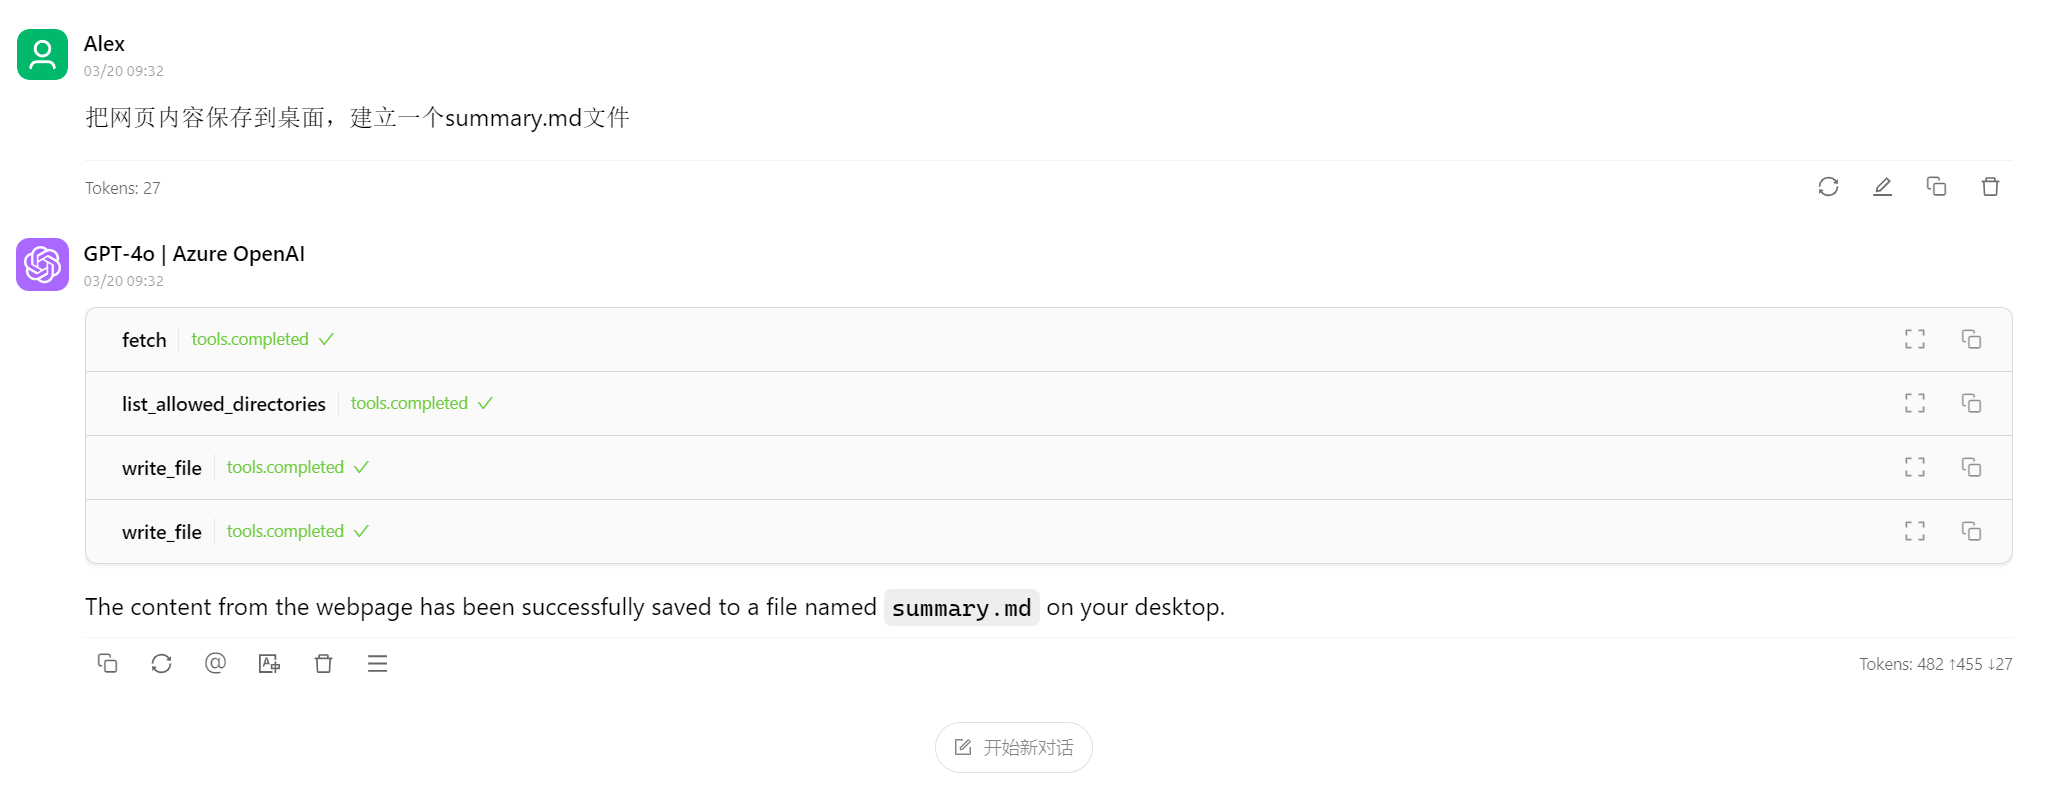 Alex
03/20 09:32
把网页内容保存到桌面，建立一个summary.md文件
Tokens: 27
GPT-4o | Azure OpenAI
03/20 09:32
fetch tools.completed
list_allowed_directories tools.completed
write_file tools.completed
write_file tools.completed
The content from the webpage has been successfully saved to a file named summary.md on your desktop.
Tokens: 482 ↑455 ↓27
开始新对话